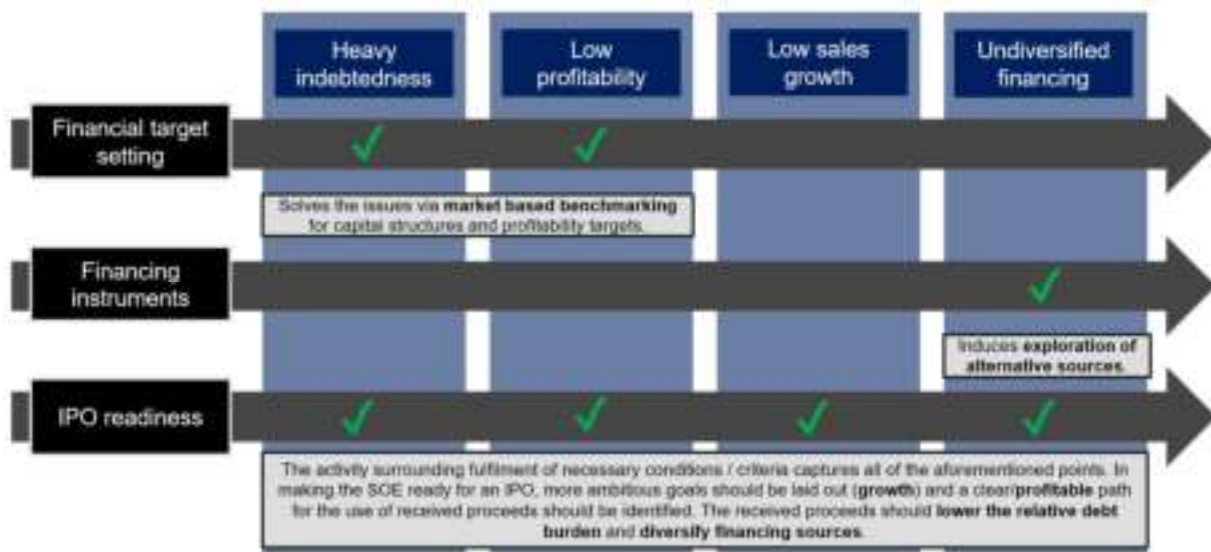 Heavy
indebtedness
Low
profitability
Low sales
growth
Undiversified
financing
Financial target
setting
Solves the issues via market based benchmarking
for capital structures and profitability targets.
Financing
instruments
Induces exploration of
alternative sources.
IPO readiness
The activity surrounding fulfilment of necessary conditions / criteria captures all of the aforementioned points. In
making the SOE ready for an IPO, more ambitious goals should be laid out (growth) and a clear/profitable path
for the use of received proceeds should be identified. The received proceeds should lower the relative debt
burden and diversify financing sources.